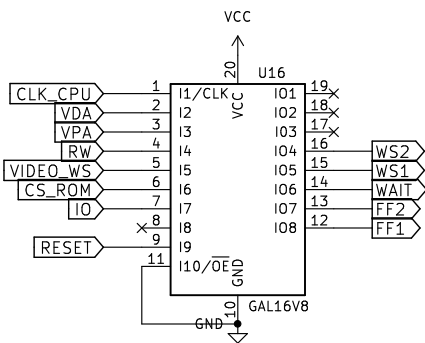 VCC
20
U16
CLK_CPU 1 I1/CLK VCC IO1 19
VDA 2 I2 IO2 18
VPA 3 I3 IO3 17
RW 4 I4 IO4 16 WS2
VIDEO_WS 5 I5 IO5 15 WS1
CS_ROM 6 I6 IO6 14 WAIT
IO 7 I7 IO7 13 FF2
8 I8 IO8 12 FF1
RESET 9 I9
11 I10/OE GND
10 GAL16V8
GND